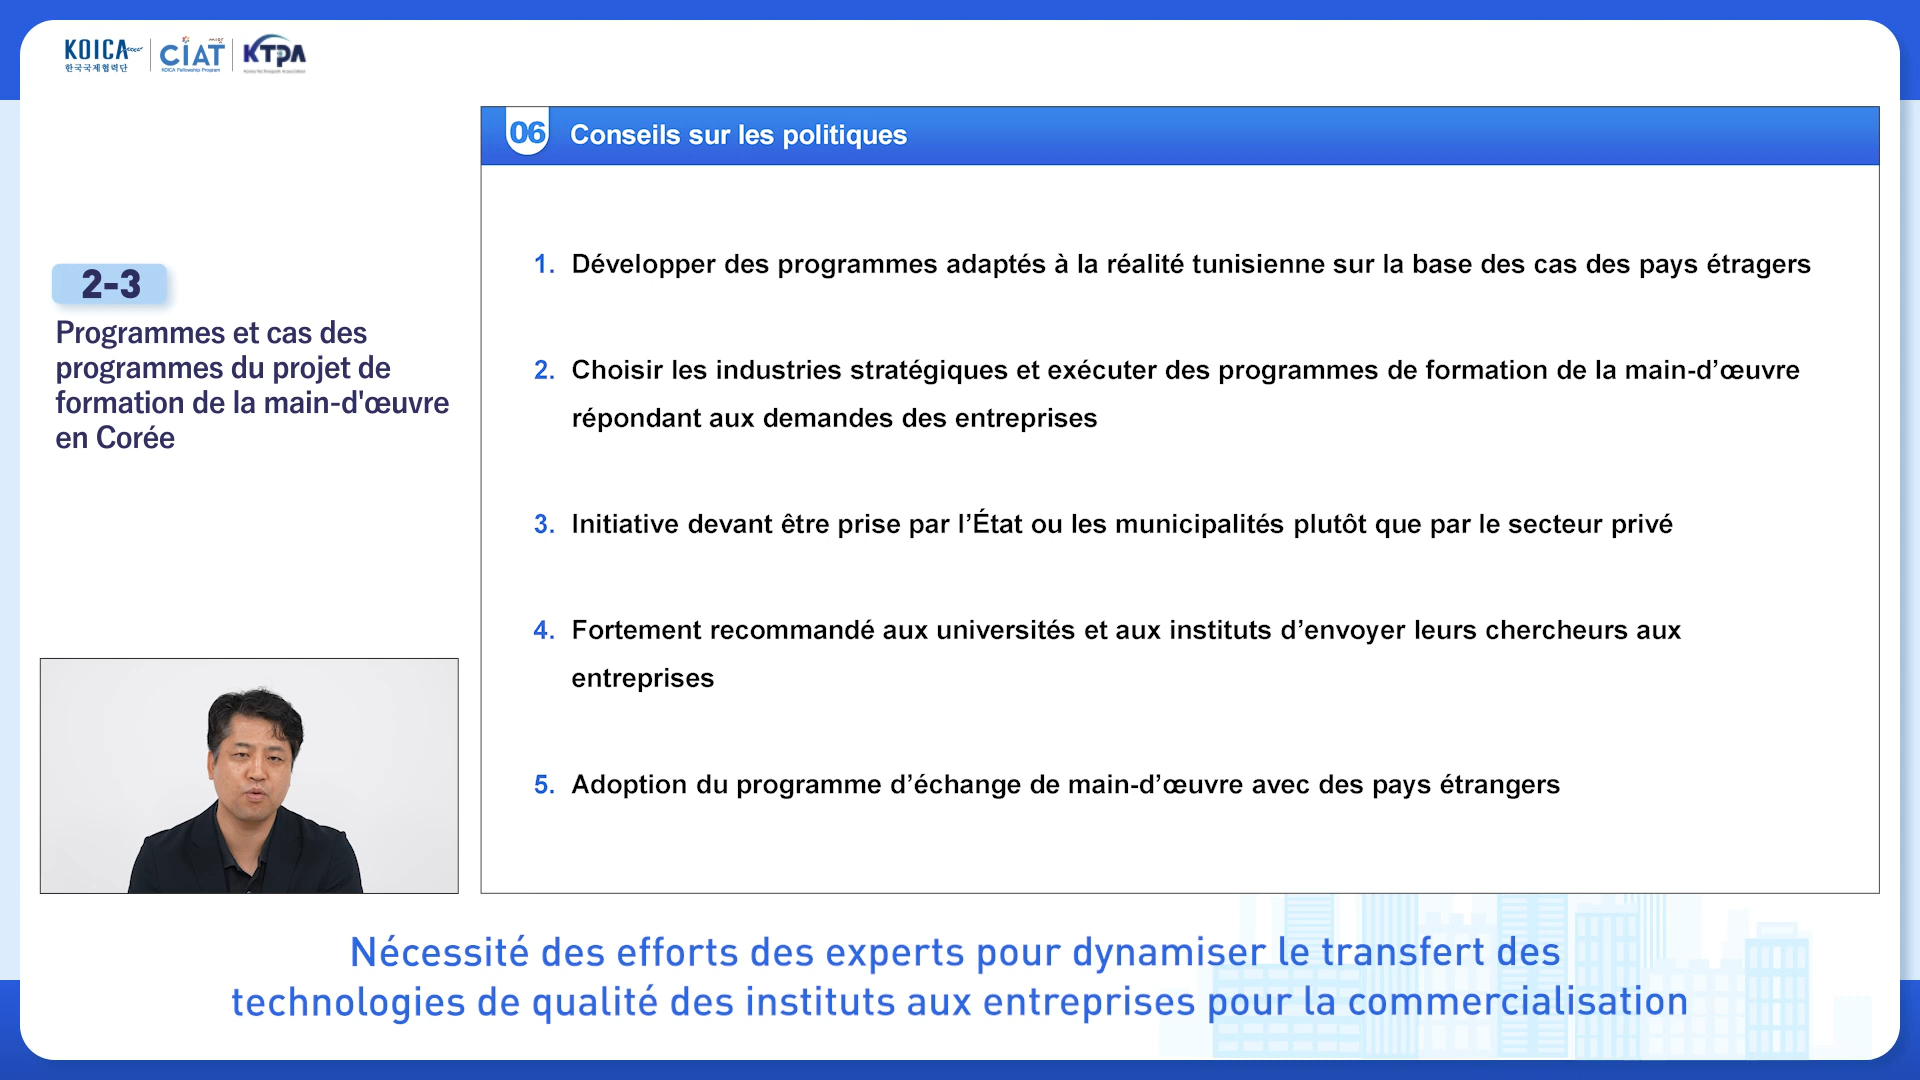 KOICA
한국국제협력단
CIAT
KOICA Fellowship Program
KTPA
06 Conseils sur les politiques
2-3
Programmes et cas des
programmes du projet de
formation de la main-d'œuvre
en Corée
1. Développer des programmes adaptés à la réalité tunisienne sur la base des cas des pays étragers
2. Choisir les industries stratégiques et exécuter des programmes de formation de la main-d’œuvre
répondant aux demandes des entreprises
3. Initiative devant être prise par l’État ou les municipalités plutôt que par le secteur privé
4. Fortement recommandé aux universités et aux instituts d’envoyer leurs chercheurs aux
entreprises
5. Adoption du programme d’échange de main-d’œuvre avec des pays étrangers
Nécessité des efforts des experts pour dynamiser le transfert des
technologies de qualité des instituts aux entreprises pour la commercialisation